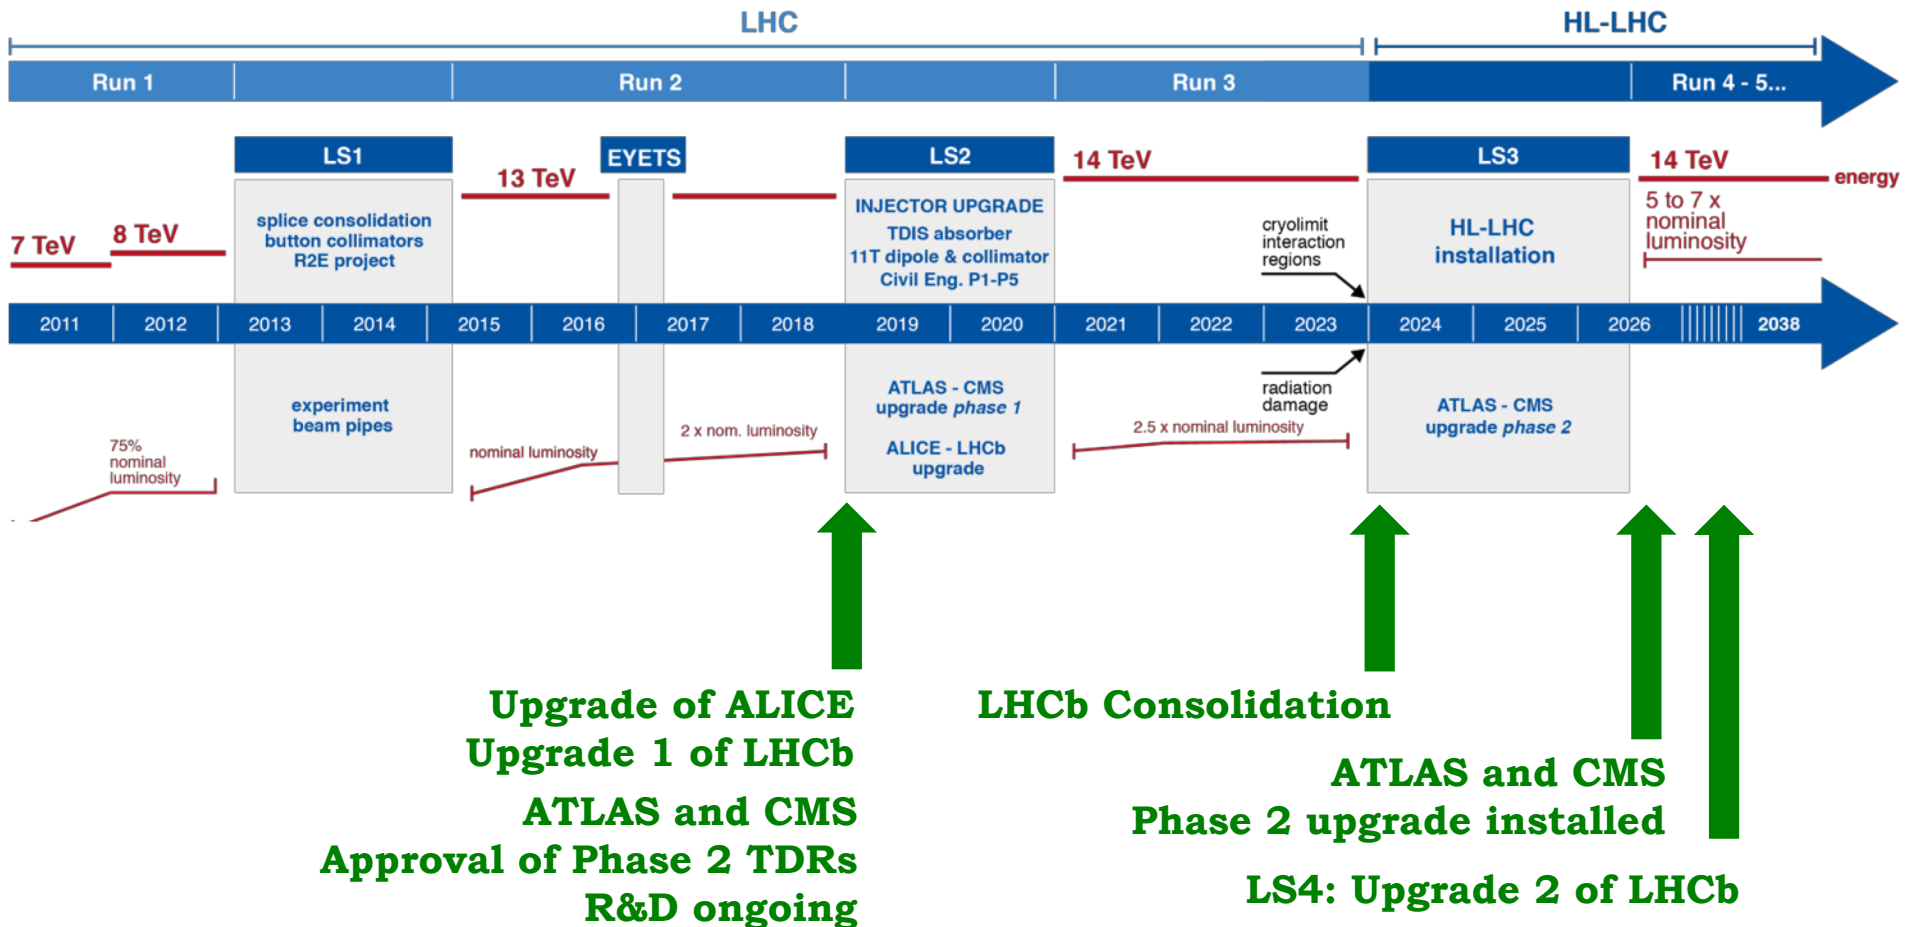 LHC
HL-LHC
Run 1
Run 2
Run 3
Run 4 - 5...
LS1
EYETS
LS2
LS3
13 TeV
14 TeV
14 TeV
energy
7 TeV
8 TeV
splice consolidation
button collimators
R2E project
INJECTOR UPGRADE
TDIS absorber
11T dipole & collimator
Civil Eng. P1-P5
cryolimit
interaction
regions
HL-LHC
installation
5 to 7 x
nominal
luminosity
2011
2012
2013
2014
2015
2016
2017
2018
2019
2020
2021
2022
2023
2024
2025
2026
2038
75%
nominal
luminosity
experiment
beam pipes
nominal luminosity
2 x nom. luminosity
ATLAS - CMS
upgrade phase 1
ALICE - LHCb
upgrade
2.5 x nominal luminosity
radiation
damage
ATLAS - CMS
upgrade phase 2
Upgrade of ALICE
Upgrade 1 of LHCb
ATLAS and CMS
Approval of Phase 2 TDRs
R&D ongoing
LHCb Consolidation
ATLAS and CMS
Phase 2 upgrade installed
LS4: Upgrade 2 of LHCb